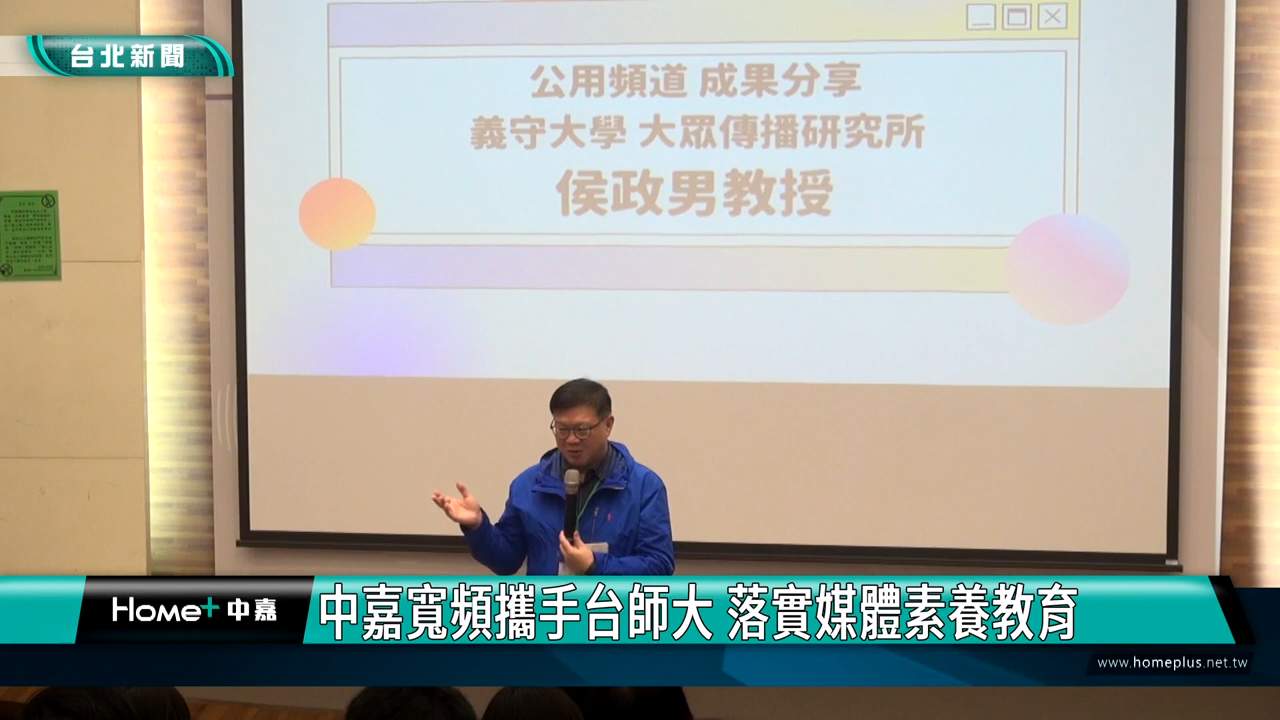 台北新聞
公用頻道 成果分享
義守大學 大眾傳播研究所
侯政男教授
Home+ 中嘉
中嘉寬頻攜手台師大 落實媒體素養教育
www.homeplus.net.tw